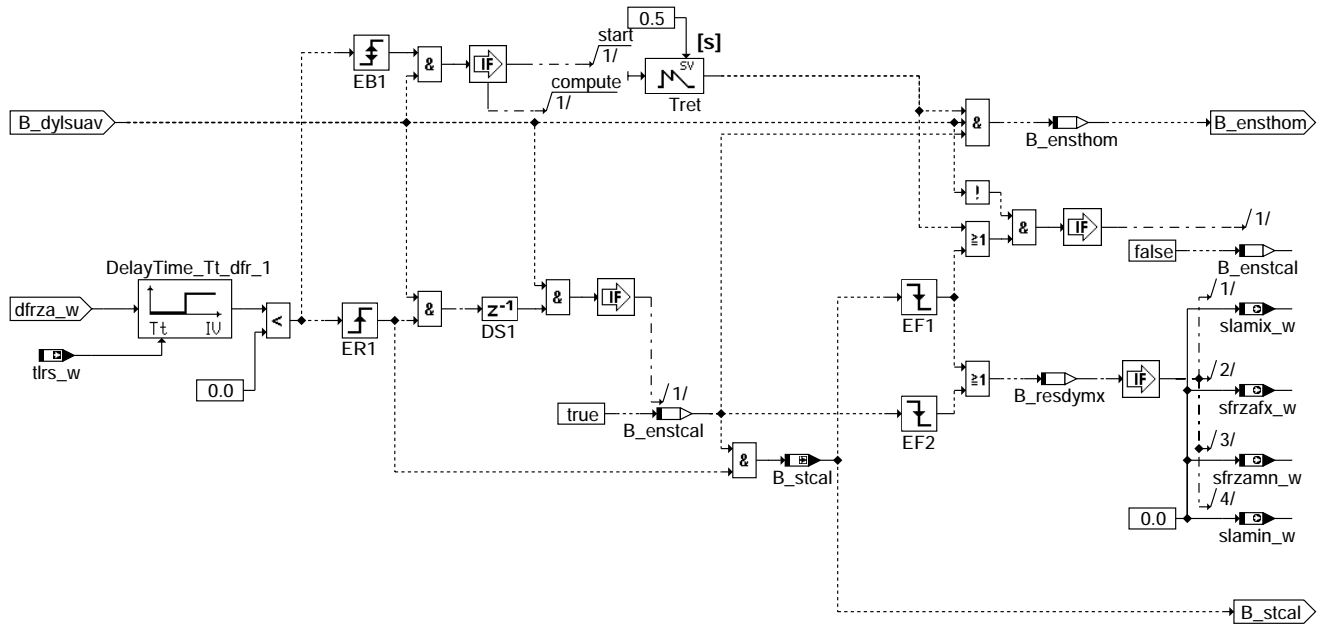 0.5
start
1/
[s]
EB1
&
IF
compute
1/
SV
Tret
B_dylsuav
&
B_ensthom
B_ensthom
!
&
IF
1/
≥1
false
B_enstcal
DelayTime_Tt_dfr_1
dfrza_w
Tt
IV
<
ER1
&
z-1
DS1
&
IF
EF1
1/
slamix_w
tlrs_w
0.0
1/
true
B_enstcal
≥1
B_resdymx
IF
2/
sfrzafx_w
EF2
&
B_stcal
3/
sfrzamn_w
4/
0.0
slamin_w
B_stcal